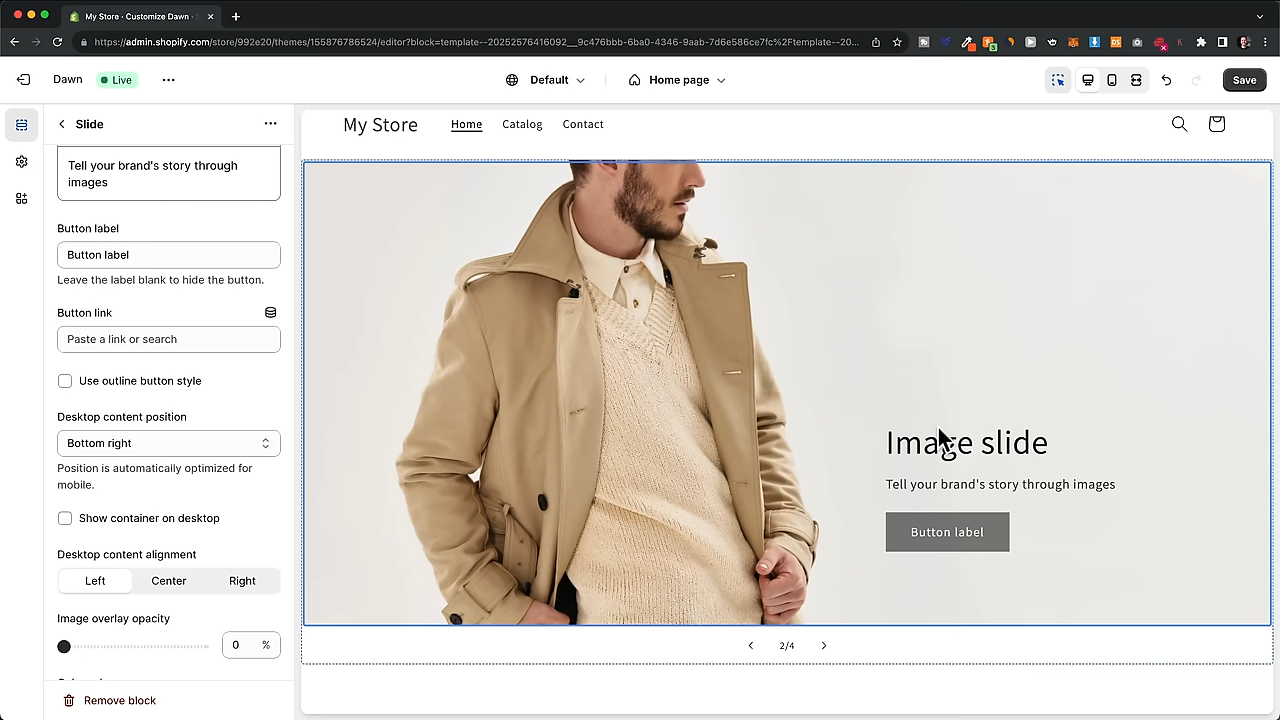 My Store · Customize Dawn ·
https://admin.shopify.com/store/992e20/themes/155876786524/editor?block=template--20252576416092__9c476bbb-6ba0-4346-9aab-7d6e586ce7fc%2Ftemplate--20...
Dawn
Live
Default
Home page
Save
Slide
My Store
Home
Catalog
Contact
Tell your brand's story through
images
Button label
Button label
Leave the label blank to hide the button.
Button link
Paste a link or search
Use outline button style
Desktop content position
Bottom right
Position is automatically optimized for
mobile.
Show container on desktop
Desktop content alignment
Left
Center
Right
Image overlay opacity
0 %
Remove block
Image slide
Tell your brand's story through images
Button label
2/4